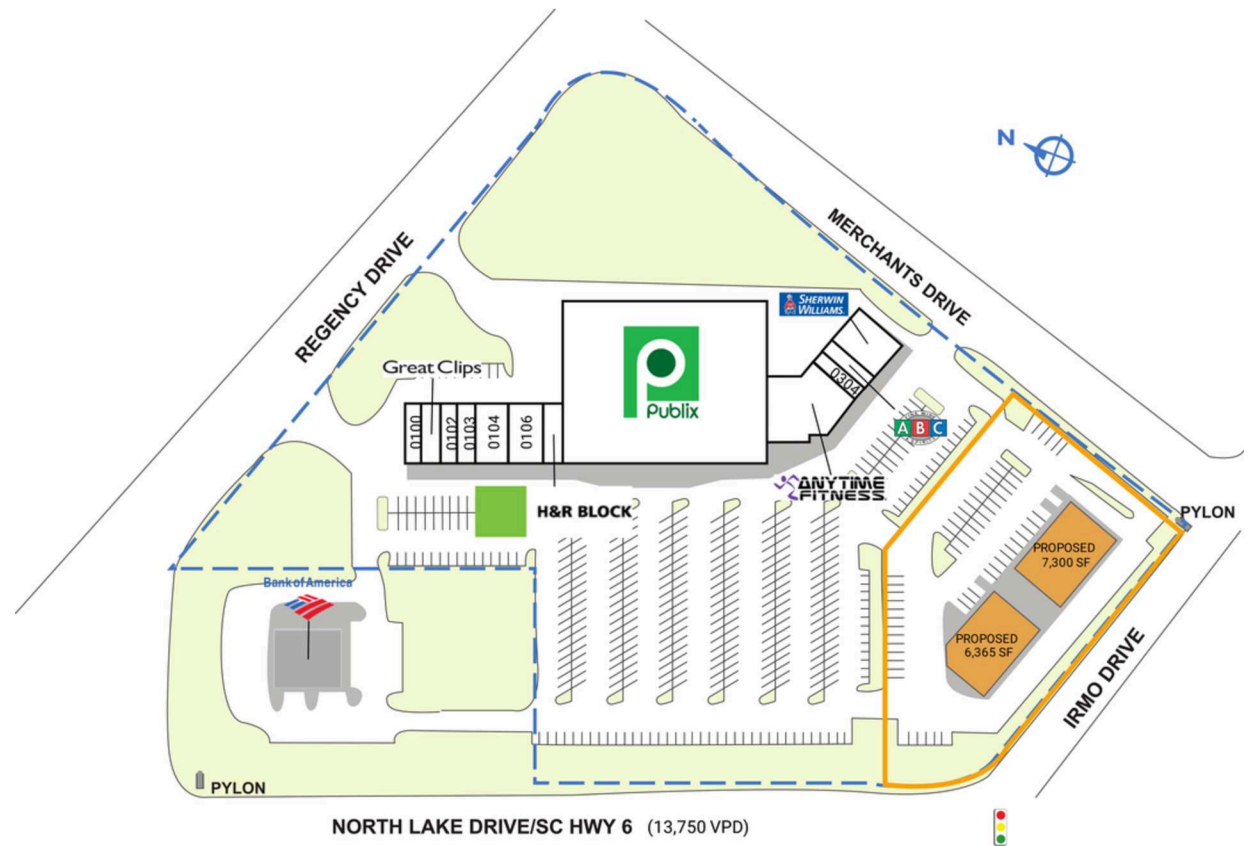 N
REGENCY DRIVE
MERCHANTS DRIVE
SHERWIN
WILLIAMS.
Great Clips
Publix
0304
0100
0102
0103
0104
0106
ABC
ANYTIME
FITNESS
H&R BLOCK
PYLON
PROPOSED
7,300 SF
Bank of America
PROPOSED
6,365 SF
IRMO DRIVE
PYLON
NORTH LAKE DRIVE/SC HWY 6 (13,750 VPD)